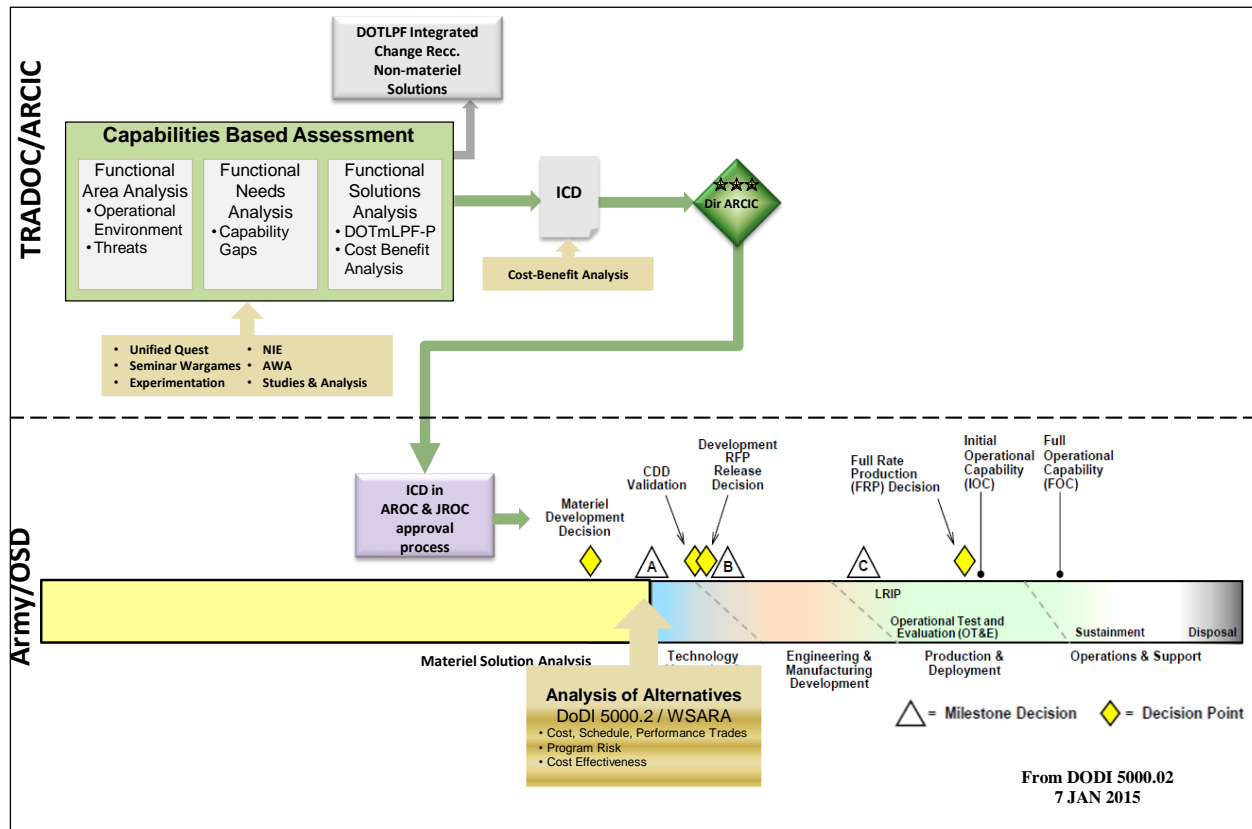 TRADOC/ARCIC
DOTLPF Integrated
Change Recc.
Non-materiel
Solutions
Capabilities Based Assessment
Functional
Area Analysis
• Operational
Environment
• Threats
Functional
Needs
Analysis
• Capability
Gaps
Functional
Solutions
Analysis
• DOTmLPF-P
• Cost Benefit
Analysis
ICD
Dir ARCIC
Cost-Benefit Analysis
• Unified Quest
• Seminar Wargames
• Experimentation
• NIE
• AWA
• Studies & Analysis
Army/OSD
ICD in
AROC & JROC
approval
process
Materiel
Development
Decision
CDD
Validation
Development
RFP
Release
Decision
Full Rate
Production
(FRP) Decision
Initial
Operational
Capability
(IOC)
Full
Operational
Capability
(FOC)
A
B
C
LRIP
Operational Test and
Evaluation (OT&E)
Sustainment
Disposal
Materiel Solution Analysis
Technology
Engineering &
Manufacturing
Development
Production &
Deployment
Operations & Support
Analysis of Alternatives
DoDI 5000.2 / WSARA
• Cost, Schedule, Performance Trades
• Program Risk
• Cost Effectiveness
= Milestone Decision
= Decision Point
From DODI 5000.02
7 JAN 2015